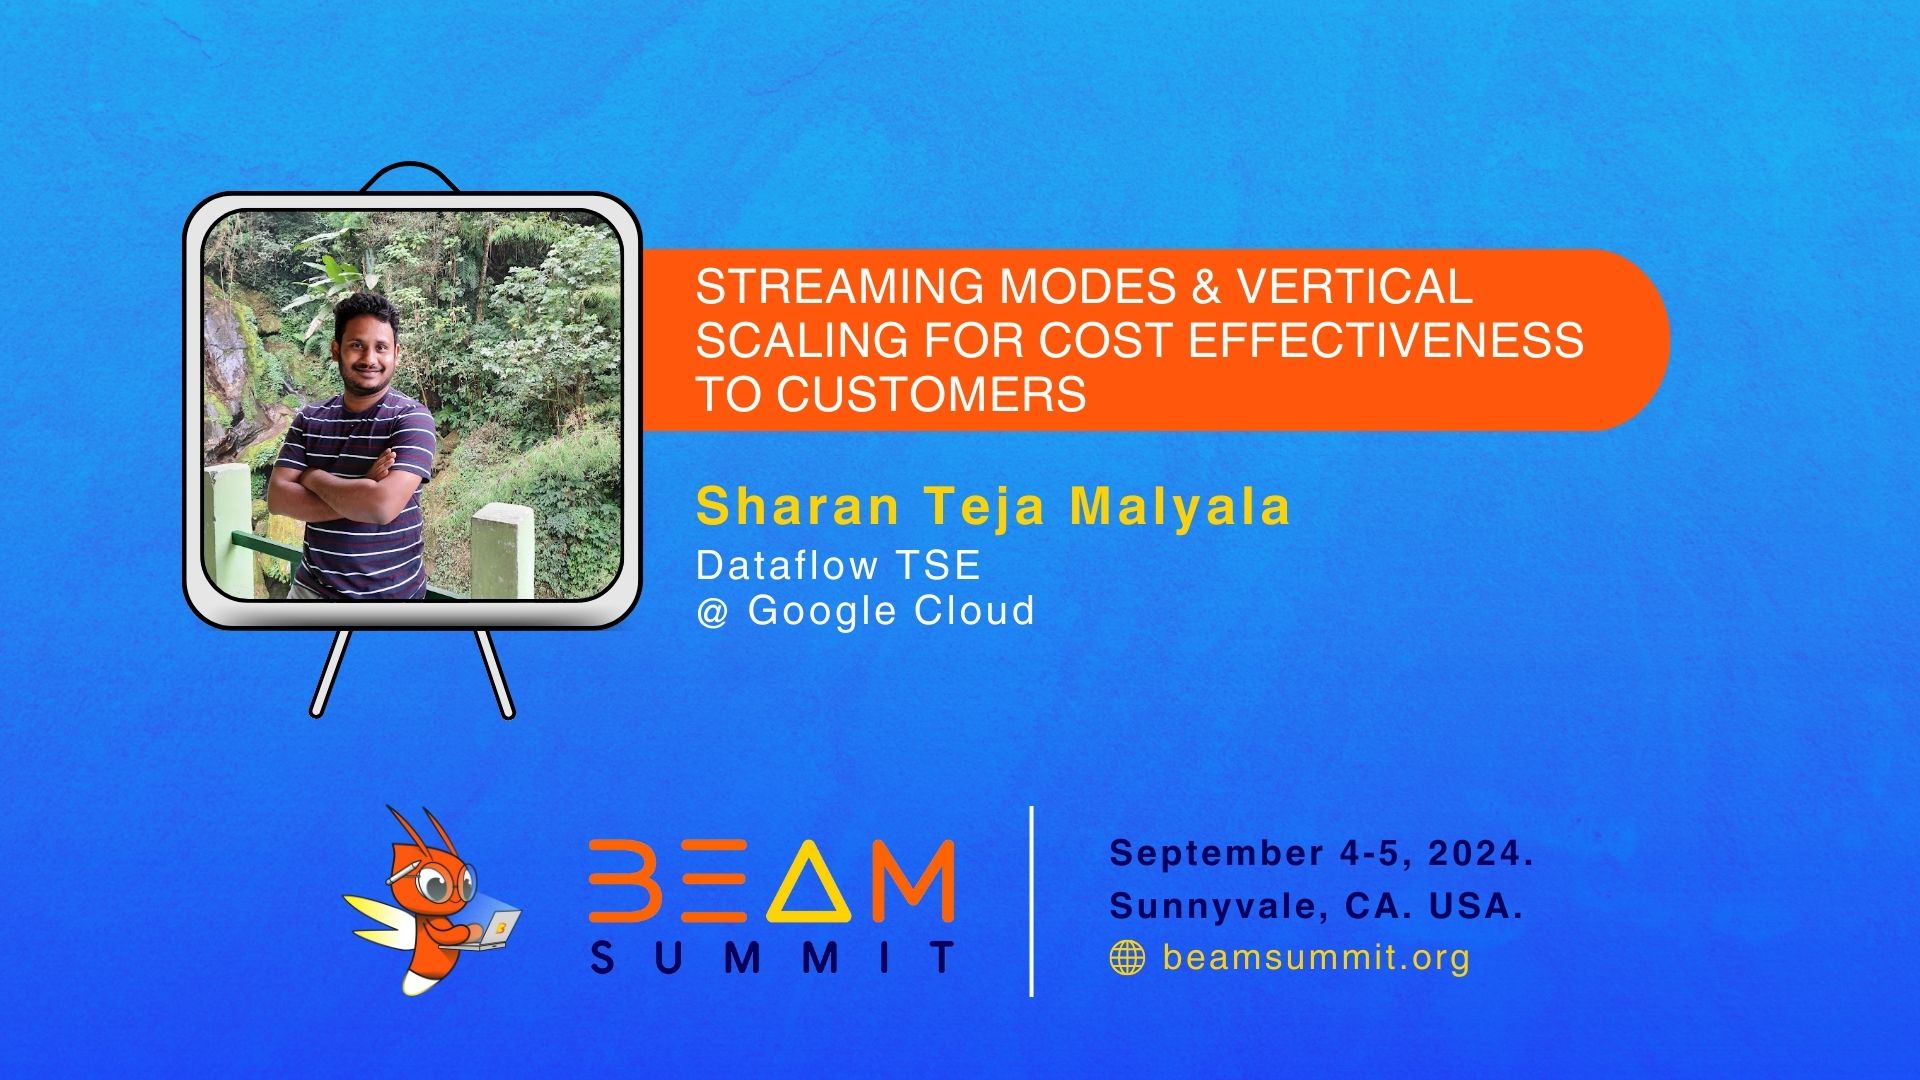 STREAMING MODES & VERTICAL
SCALING FOR COST EFFECTIVENESS
TO CUSTOMERS
Sharan Teja Malyala
Dataflow TSE
@ Google Cloud
BEAM
SUMMIT
September 4-5, 2024.
Sunnyvale, CA. USA.
beamsummit.org